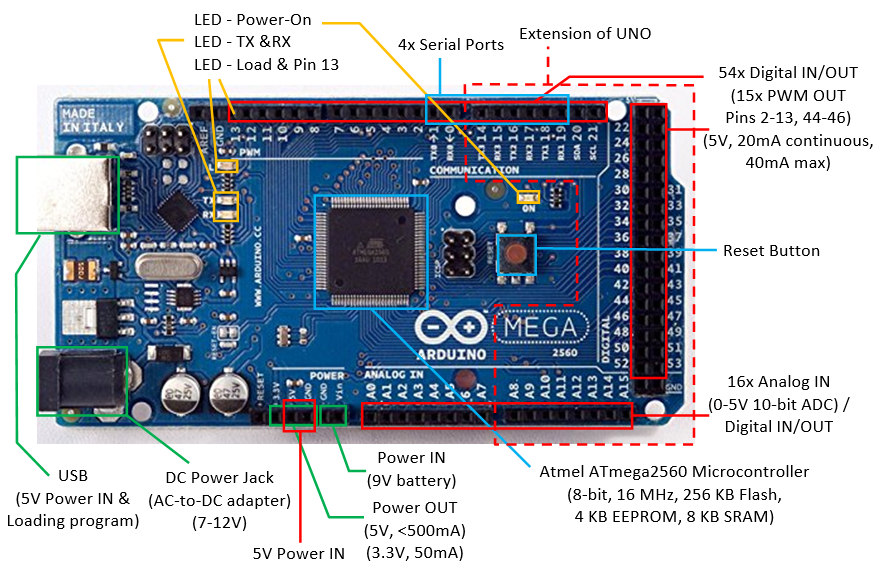 LED - Power-On
LED - TX &RX
LED - Load & Pin 13
4x Serial Ports
Extension of UNO
54x Digital IN/OUT
(15x PWM OUT
Pins 2-13, 44-46)
(5V, 20mA continuous,
40mA max)
Reset Button
16x Analog IN
(0-5V 10-bit ADC) /
Digital IN/OUT
Atmel ATmega2560 Microcontroller
(8-bit, 16 MHz, 256 KB Flash,
4 KB EEPROM, 8 KB SRAM)
Power IN
(9V battery)
Power OUT
(5V, <500mA)
(3.3V, 50mA)
5V Power IN
DC Power Jack
(AC-to-DC adapter)
(7-12V)
USB
(5V Power IN &
Loading program)
MADE
IN ITALY
AREF
GND
13
12
11
10
9
8
7
6
5
4
3
2
14
15
16
17
18
19
20
21
TX3
RX3
TX2
RX2
TX1
RX1
SDA
SCL
PWM
COMMUNICATION
TX
RX
ON
RESET
ICSP
WWW.ARDUINO.CC
ARDUINO
MEGA
2560
DIGITAL
22
24
26
28
30 31
32 33
34 35
36 37
38 39
40 41
42 43
44 45
46 47
48 49
50 51
52 53
GND
POWER
RESET
3.3V
5V
GND
GND
Vin
ANALOG IN
A0
A1
A2
A3
A4
A5
A6
A7
A8
A9
A10
A11
A12
A13
A14
A15
47
25V
47
25V